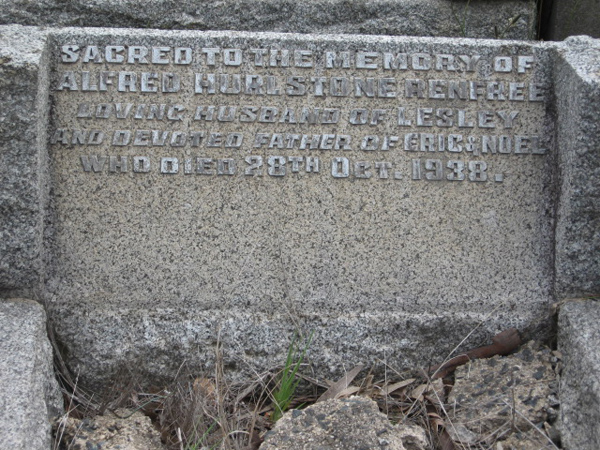 SACRED TO THE MEMORY OF
ALFRED HURLSTONE RENFREE
LOVING HUSBAND OF LESLEY
AND DEVOTED FATHER OF ERIC & NOEL
WHO DIED 28TH OCT. 1938.